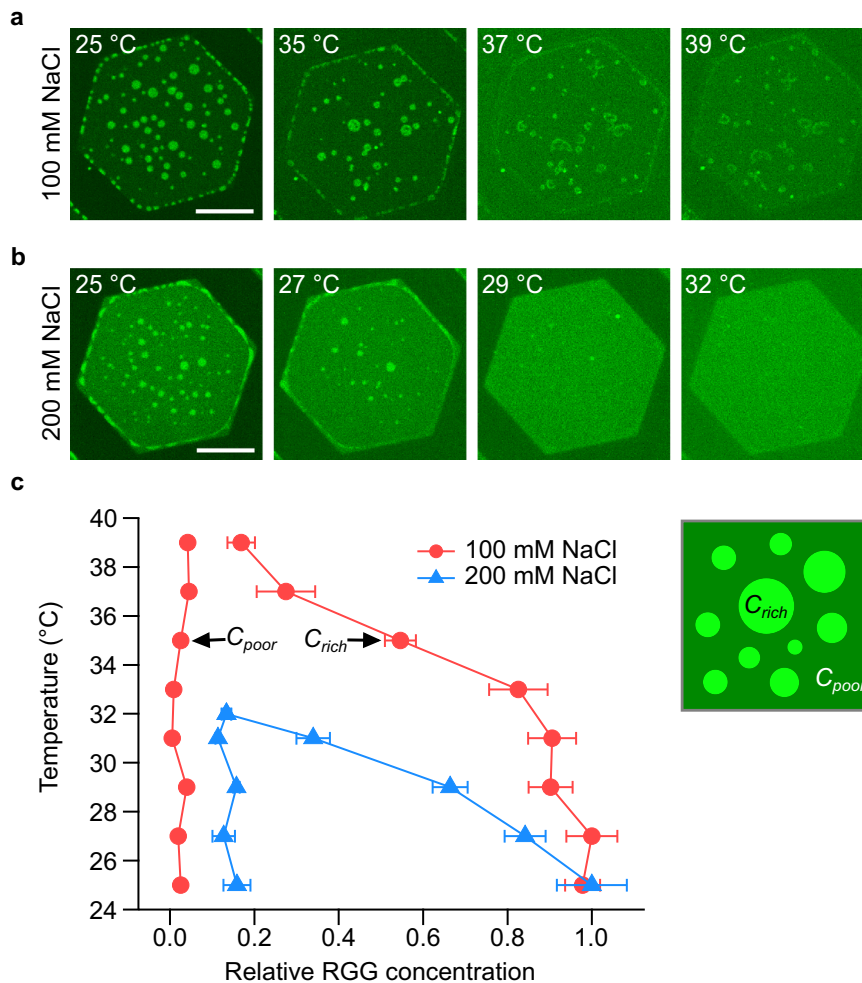 a
100 mM NaCl
25 °C
35 °C
37 °C
39 °C
b
200 mM NaCl
25 °C
27 °C
29 °C
32 °C
c
Temperature (°C)
40
38
36
34
32
30
28
26
24
100 mM NaCl
200 mM NaCl
C_poor
C_rich
0.0
0.2
0.4
0.6
0.8
1.0
Relative RGG concentration
C_rich
C_poor